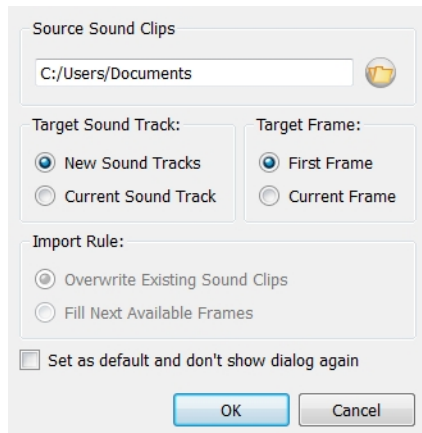 Source Sound Clips
C:/Users/Documents
Target Sound Track:
Target Frame:
New Sound Tracks
First Frame
Current Sound Track
Current Frame
Import Rule:
Overwrite Existing Sound Clips
Fill Next Available Frames
Set as default and don't show dialog again
OK
Cancel